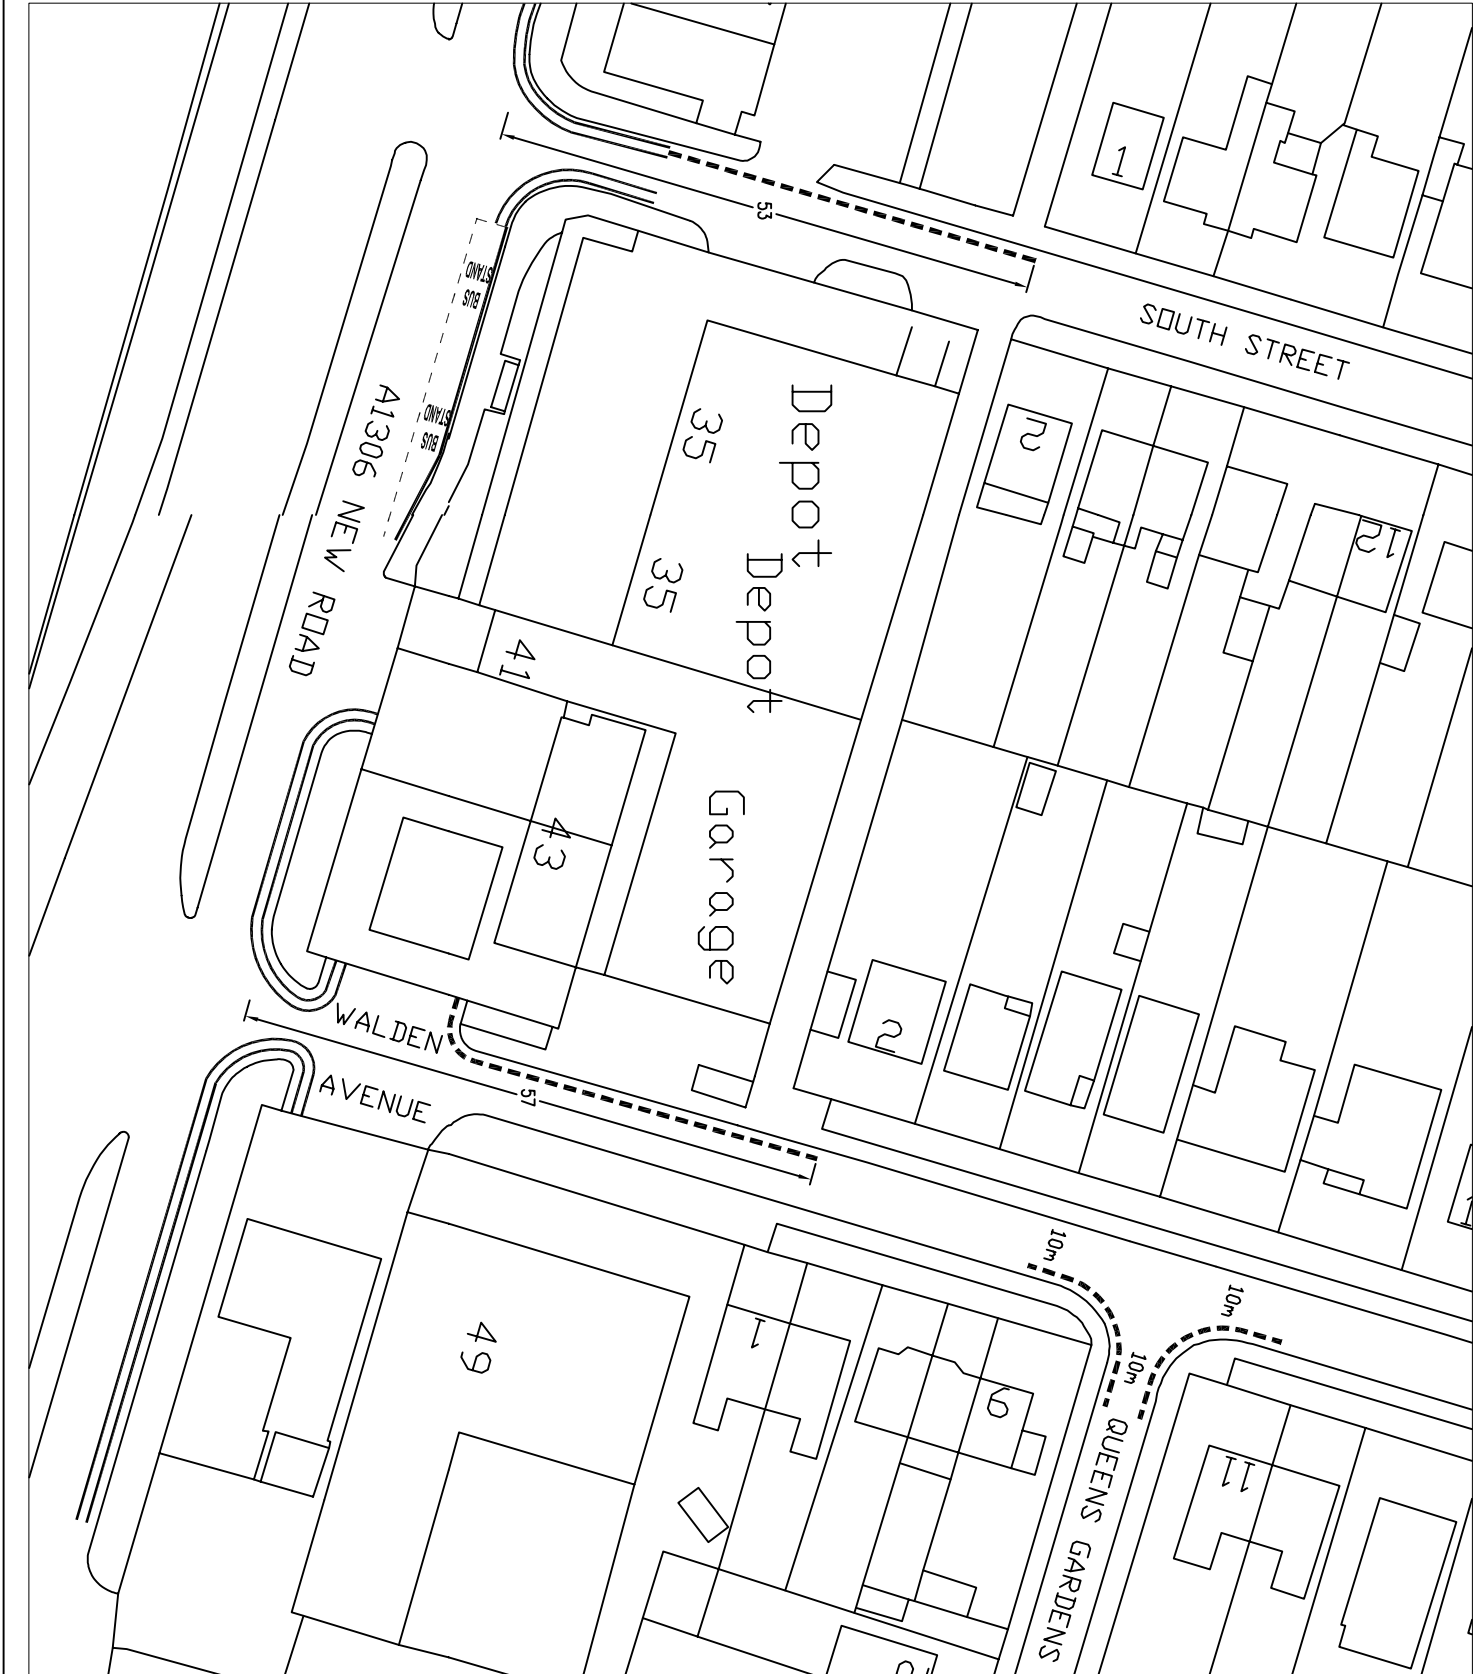 1
53
SOUTH STREET
BUS
STAND
BUS
STAND
A1306 NEW ROAD
35
Depot
2
12
35
Depot
41
43
Garage
2
WALDEN
AVENUE
57
10m
10m
10m
49
1
6
11
QUEENS GARDENS